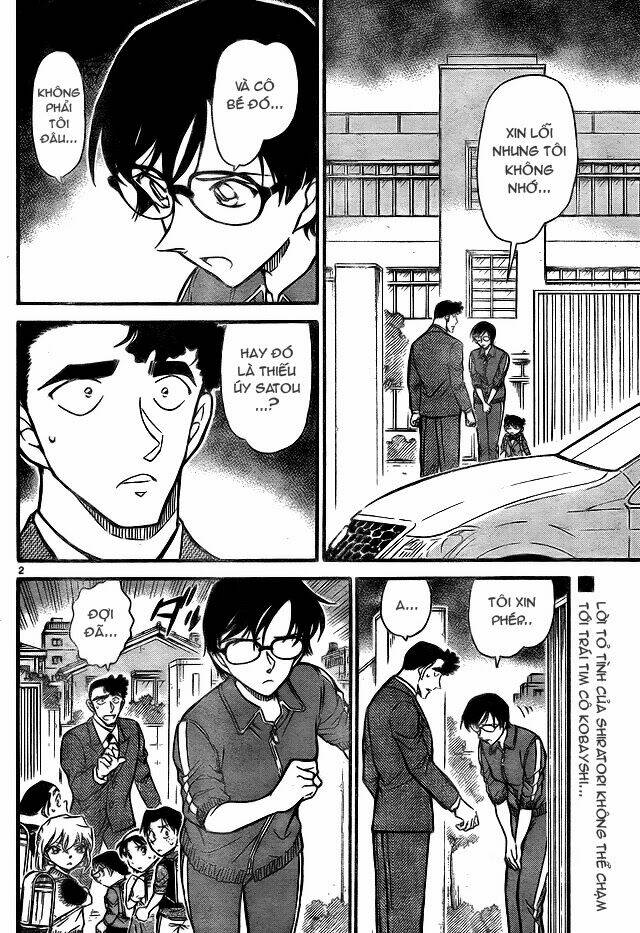 XIN LỖI
NHƯNG TÔI
KHÔNG
NHỚ...
VÀ CÔ
BÉ ĐÓ...
KHÔNG
PHẢI
TÔI
ĐÂU...
HAY ĐÓ
LÀ THIẾU
ÚY SATOU
...?
2
LỜI TỎ TÌNH CỦA SHIRATORI KHÔNG THỂ CHẠM
TỚI TRÁI TIM CÔ KOBAYSHI...
TÔI XIN
PHÉP..
A...
ĐỢI
ĐÃ...
ダッ